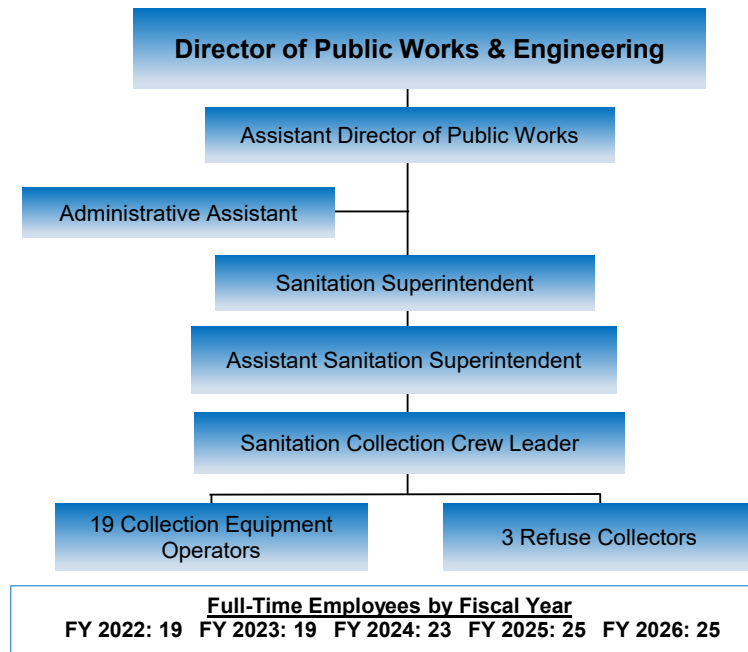 Director of Public Works & Engineering
Assistant Director of Public Works
Administrative Assistant
Sanitation Superintendent
Assistant Sanitation Superintendent
Sanitation Collection Crew Leader
19 Collection Equipment
Operators
3 Refuse Collectors
Full-Time Employees by Fiscal Year
FY 2022: 19 FY 2023: 19 FY 2024: 23 FY 2025: 25 FY 2026: 25